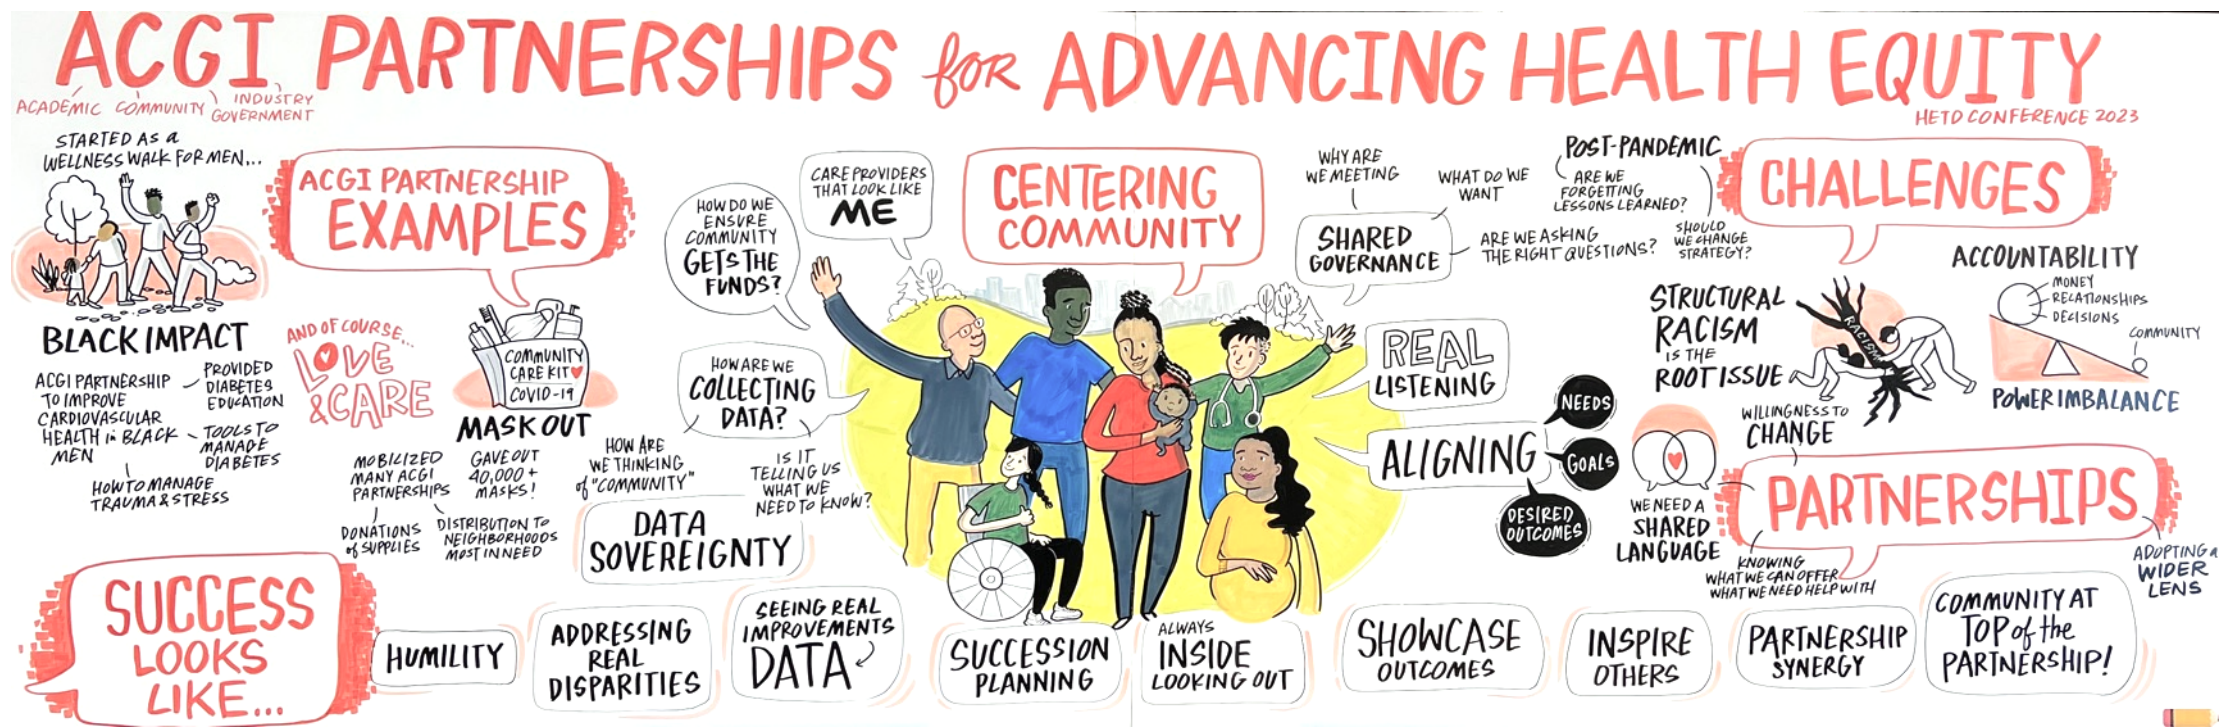 ACGI PARTNERSHIPS for ADVANCING HEALTH EQUITY
ACADEMIC COMMUNITY INDUSTRY
GOVERNMENT
HETD CONFERENCE 2023
STARTED AS a
WELLNESS WALK FOR MEN...
BLACK IMPACT
ACGI PARTNERSHIP
TO IMPROVE
CARDIOVASCULAR
HEALTH in BLACK
MEN
PROVIDED
DIABETES
EDUCATION
TOOLS TO
MANAGE
DIABETES
HOW TO MANAGE
TRAUMA & STRESS
ACGI PARTNERSHIP
EXAMPLES
AND OF COURSE...
LOVE
& CARE
COMMUNITY
CARE KIT
COVID-19
MASK OUT
MOBILIZED
MANY ACGI
PARTNERSHIPS
GAVE OUT
40,000+
MASKS!
DONATIONS
of SUPPLIES
DISTRIBUTION TO
NEIGHBORHOODS
MOST IN NEED
CENTERING
COMMUNITY
CARE PROVIDERS
THAT LOOK LIKE
ME
HOW DO WE
ENSURE
COMMUNITY
GETS THE
FUNDS?
HOW ARE WE
COLLECTING
DATA?
HOW ARE
WE THINKING
of "COMMUNITY"
IS IT
TELLING US
WHAT WE
NEED TO KNOW?
DATA
SOVEREIGNTY
WHY ARE
WE MEETING
WHAT DO WE
WANT
SHARED
GOVERNANCE
ARE WE ASKING
THE RIGHT QUESTIONS?
REAL
LISTENING
ALIGNING
NEEDS
GOALS
DESIRED
OUTCOMES
CHALLENGES
POST-PANDEMIC
ARE WE
FORGETTING
LESSONS LEARNED?
SHOULD
WE CHANGE
STRATEGY?
STRUCTURAL
RACISM
IS THE
ROOT ISSUE
RACISM
ACCOUNTABILITY
MONEY
RELATIONSHIPS
DECISIONS
COMMUNITY
POWER IMBALANCE
PARTNERSHIPS
WILLINGNESS TO
CHANGE
WE NEED A
SHARED
LANGUAGE
KNOWING
WHAT WE CAN OFFER
WHAT WE NEED HELP WITH
ADOPTING a
WIDER
LENS
SUCCESS
LOOKS
LIKE...
HUMILITY
ADDRESSING
REAL
DISPARITIES
SEEING REAL
IMPROVEMENTS
DATA
SUCCESSION
PLANNING
ALWAYS
INSIDE
LOOKING OUT
SHOWCASE
OUTCOMES
INSPIRE
OTHERS
PARTNERSHIP
SYNERGY
COMMUNITY AT
TOP of the
PARTNERSHIP!